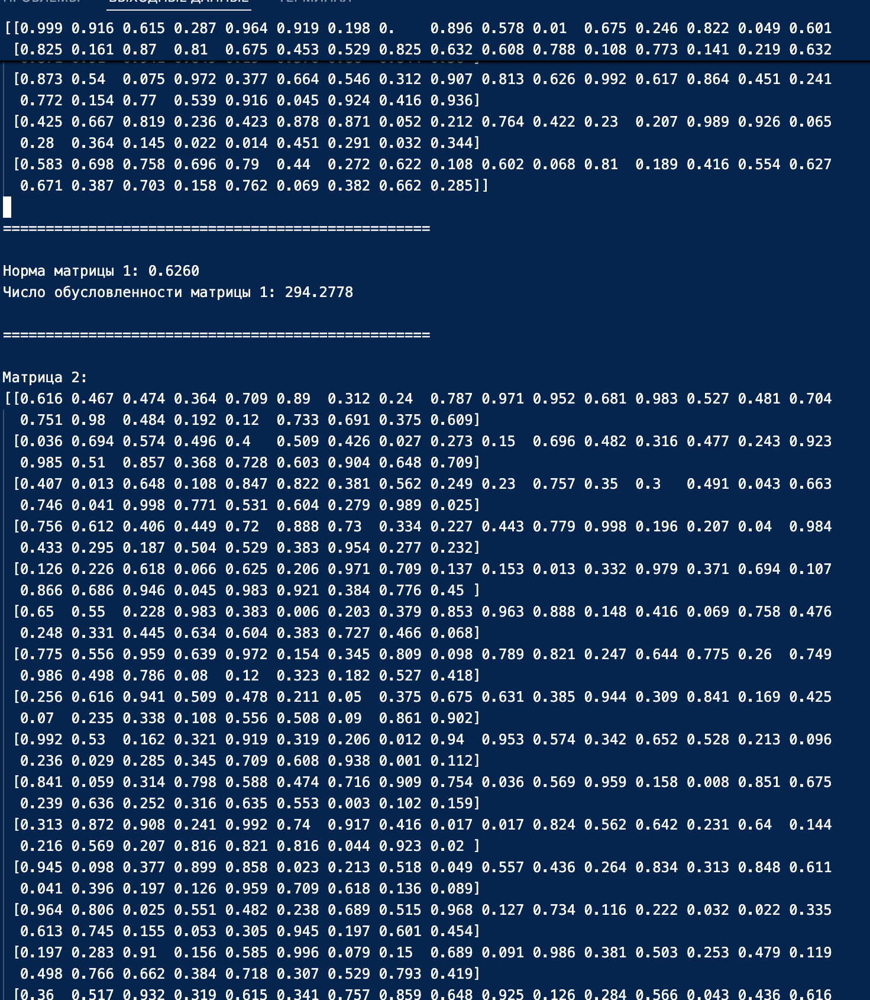 ПРОБЛЕМЫ ВЫХОДНЫЕ ДАННЫЕ ТЕРМИНАЛ
[[0.999 0.916 0.615 0.287 0.964 0.919 0.198 0.    0.896 0.578 0.01  0.675 0.246 0.822 0.049 0.601
[0.825 0.161 0.87  0.81  0.675 0.453 0.529 0.825 0.632 0.608 0.788 0.108 0.773 0.141 0.219 0.632
[0.873 0.54  0.075 0.972 0.377 0.664 0.546 0.312 0.907 0.813 0.626 0.992 0.617 0.864 0.451 0.241
0.772 0.154 0.77  0.539 0.916 0.045 0.924 0.416 0.936]
[0.425 0.667 0.819 0.236 0.423 0.878 0.871 0.052 0.212 0.764 0.422 0.23  0.207 0.989 0.926 0.065
0.28  0.364 0.145 0.022 0.014 0.451 0.291 0.032 0.344]
[0.583 0.698 0.758 0.696 0.79  0.44  0.272 0.622 0.108 0.602 0.068 0.81  0.189 0.416 0.554 0.627
0.671 0.387 0.703 0.158 0.762 0.069 0.382 0.662 0.285]]
==================================================
Норма матрицы 1: 0.6260
Число обусловленности матрицы 1: 294.2778
==================================================
Матрица 2:
[[0.616 0.467 0.474 0.364 0.709 0.89  0.312 0.24  0.787 0.971 0.952 0.681 0.983 0.527 0.481 0.704
0.751 0.98  0.484 0.192 0.12  0.733 0.691 0.375 0.609]
[0.036 0.694 0.574 0.496 0.4   0.509 0.426 0.027 0.273 0.15  0.696 0.482 0.316 0.477 0.243 0.923
0.985 0.51  0.857 0.368 0.728 0.603 0.904 0.648 0.709]
[0.407 0.013 0.648 0.108 0.847 0.822 0.381 0.562 0.249 0.23  0.757 0.35  0.3   0.491 0.043 0.663
0.746 0.041 0.998 0.771 0.531 0.604 0.279 0.989 0.025]
[0.756 0.612 0.406 0.449 0.72  0.888 0.73  0.334 0.227 0.443 0.779 0.998 0.196 0.207 0.04  0.984
0.433 0.295 0.187 0.504 0.529 0.383 0.954 0.277 0.232]
[0.126 0.226 0.618 0.066 0.625 0.206 0.971 0.709 0.137 0.153 0.013 0.332 0.979 0.371 0.694 0.107
0.866 0.686 0.946 0.045 0.983 0.921 0.384 0.776 0.45 ]
[0.65  0.55  0.228 0.983 0.383 0.006 0.203 0.379 0.853 0.963 0.888 0.148 0.416 0.069 0.758 0.476
0.248 0.331 0.445 0.634 0.604 0.383 0.727 0.466 0.068]
[0.775 0.556 0.959 0.639 0.972 0.154 0.345 0.809 0.098 0.789 0.821 0.247 0.644 0.775 0.26  0.749
0.986 0.498 0.786 0.08  0.12  0.323 0.182 0.527 0.418]
[0.256 0.616 0.941 0.509 0.478 0.211 0.05  0.375 0.675 0.631 0.385 0.944 0.309 0.841 0.169 0.425
0.07  0.235 0.338 0.108 0.556 0.508 0.09  0.861 0.902]
[0.992 0.53  0.162 0.321 0.919 0.319 0.206 0.012 0.94  0.953 0.574 0.342 0.652 0.528 0.213 0.096
0.236 0.029 0.285 0.345 0.709 0.608 0.938 0.001 0.112]
[0.841 0.059 0.314 0.798 0.588 0.474 0.716 0.909 0.754 0.036 0.569 0.959 0.158 0.008 0.851 0.675
0.239 0.636 0.252 0.316 0.635 0.553 0.003 0.102 0.159]
[0.313 0.872 0.908 0.241 0.992 0.74  0.917 0.416 0.017 0.017 0.824 0.562 0.642 0.231 0.64  0.144
0.216 0.569 0.207 0.816 0.821 0.816 0.044 0.923 0.02 ]
[0.945 0.098 0.377 0.899 0.858 0.023 0.213 0.518 0.049 0.557 0.436 0.264 0.834 0.313 0.848 0.611
0.041 0.396 0.197 0.126 0.959 0.709 0.618 0.136 0.089]
[0.964 0.806 0.025 0.551 0.482 0.238 0.689 0.515 0.968 0.127 0.734 0.116 0.222 0.032 0.022 0.335
0.613 0.745 0.155 0.053 0.305 0.945 0.197 0.601 0.454]
[0.197 0.283 0.91  0.156 0.585 0.996 0.079 0.15  0.689 0.091 0.986 0.381 0.503 0.253 0.479 0.119
0.498 0.766 0.662 0.384 0.718 0.307 0.529 0.793 0.419]
[0.36  0.517 0.932 0.319 0.615 0.341 0.757 0.859 0.648 0.925 0.126 0.284 0.566 0.043 0.436 0.616